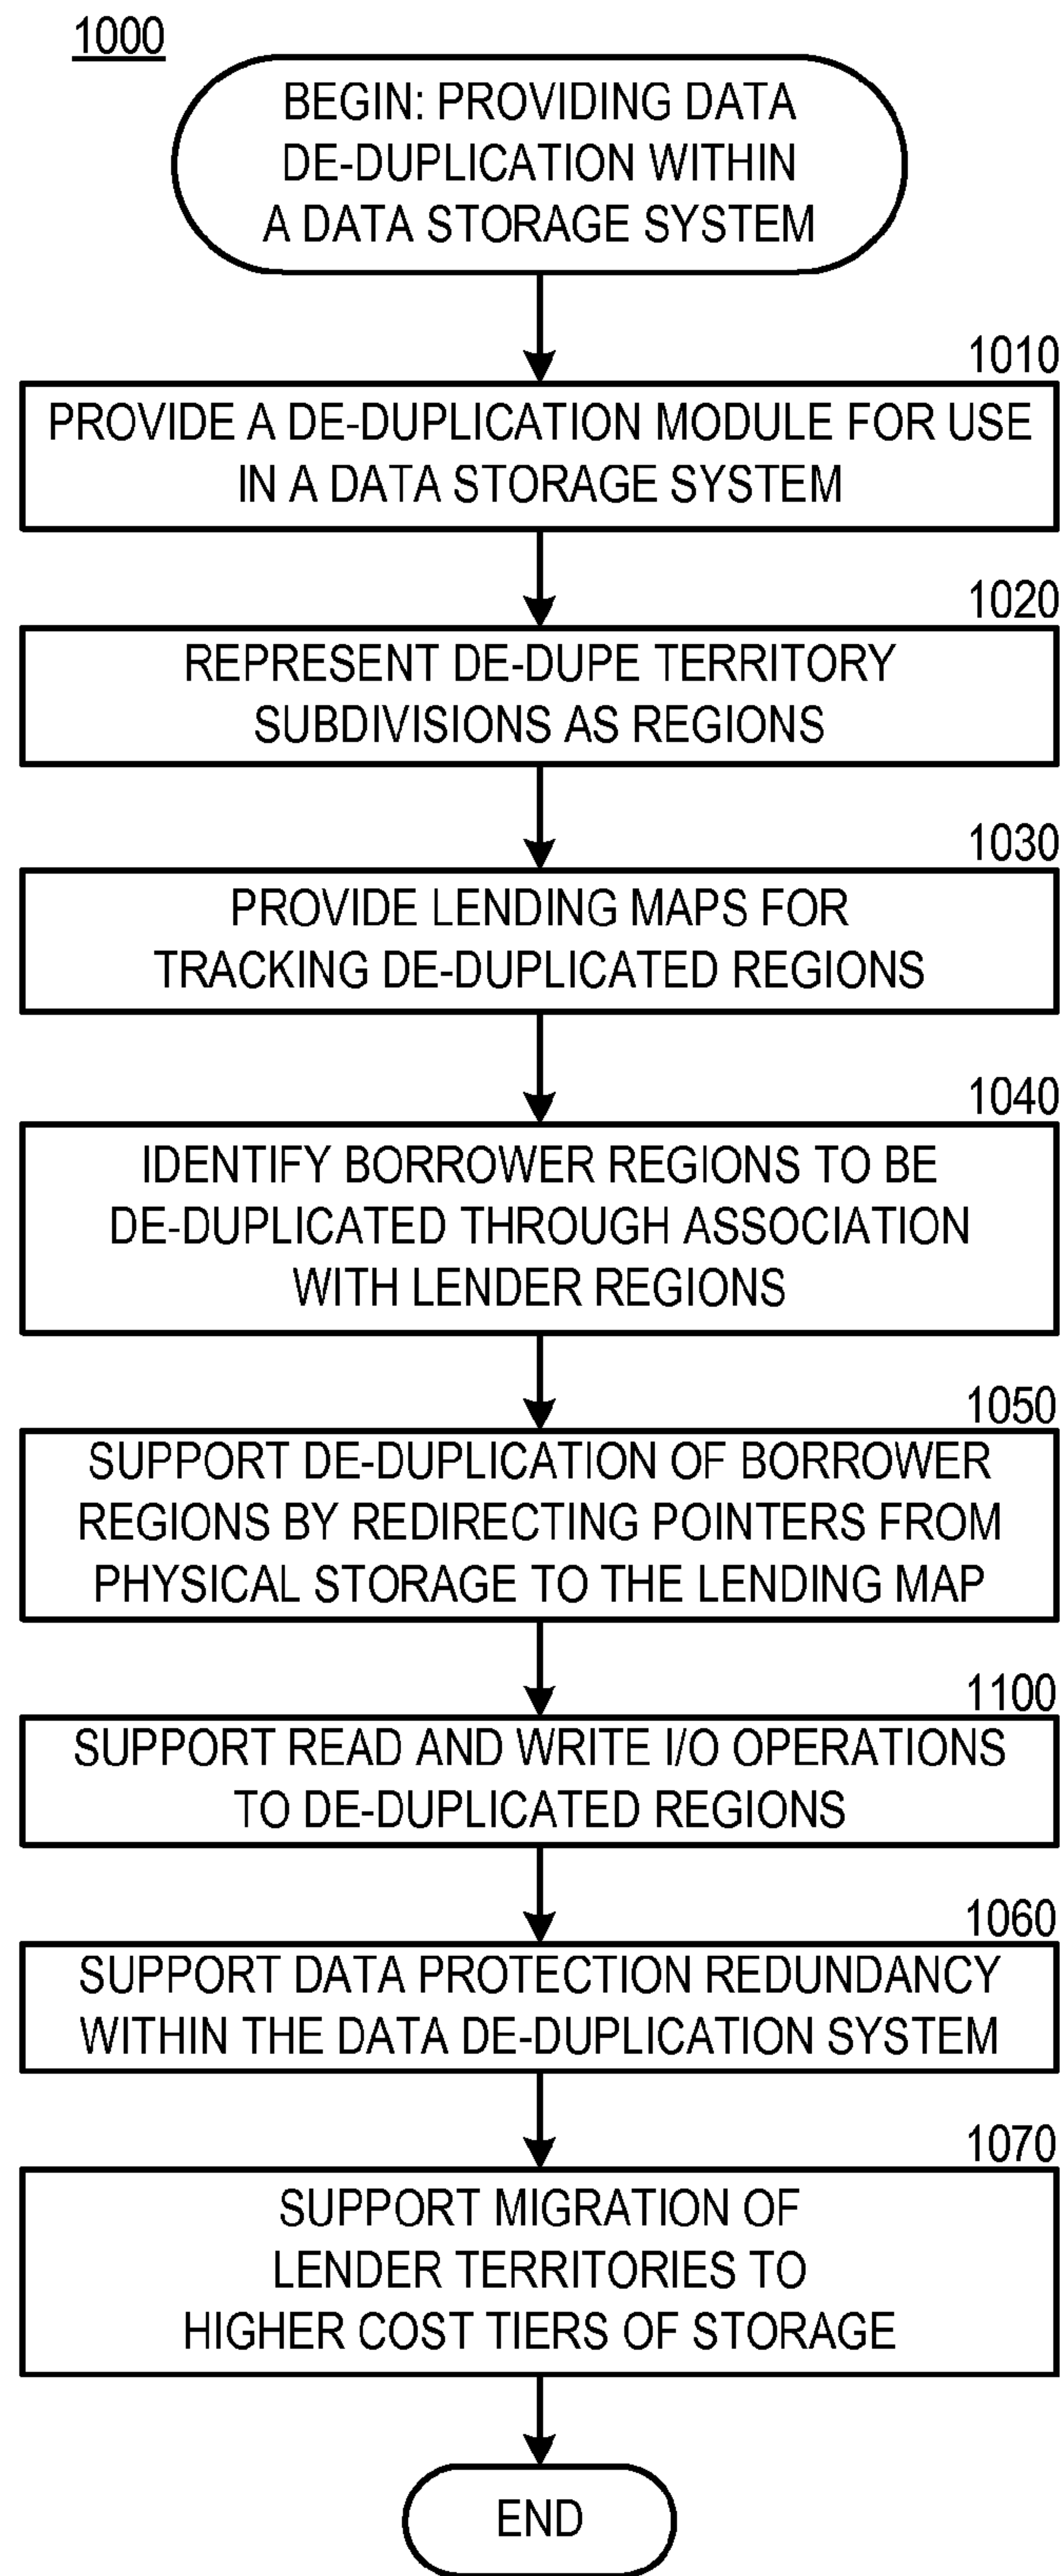 1000
BEGIN: PROVIDING DATA
DE-DUPLICATION WITHIN
A DATA STORAGE SYSTEM
1010
PROVIDE A DE-DUPLICATION MODULE FOR USE
IN A DATA STORAGE SYSTEM
1020
REPRESENT DE-DUPE TERRITORY
SUBDIVISIONS AS REGIONS
1030
PROVIDE LENDING MAPS FOR
TRACKING DE-DUPLICATED REGIONS
1040
IDENTIFY BORROWER REGIONS TO BE
DE-DUPLICATED THROUGH ASSOCIATION
WITH LENDER REGIONS
1050
SUPPORT DE-DUPLICATION OF BORROWER
REGIONS BY REDIRECTING POINTERS FROM
PHYSICAL STORAGE TO THE LENDING MAP
1100
SUPPORT READ AND WRITE I/O OPERATIONS
TO DE-DUPLICATED REGIONS
1060
SUPPORT DATA PROTECTION REDUNDANCY
WITHIN THE DATA DE-DUPLICATION SYSTEM
1070
SUPPORT MIGRATION OF
LENDER TERRITORIES TO
HIGHER COST TIERS OF STORAGE
END